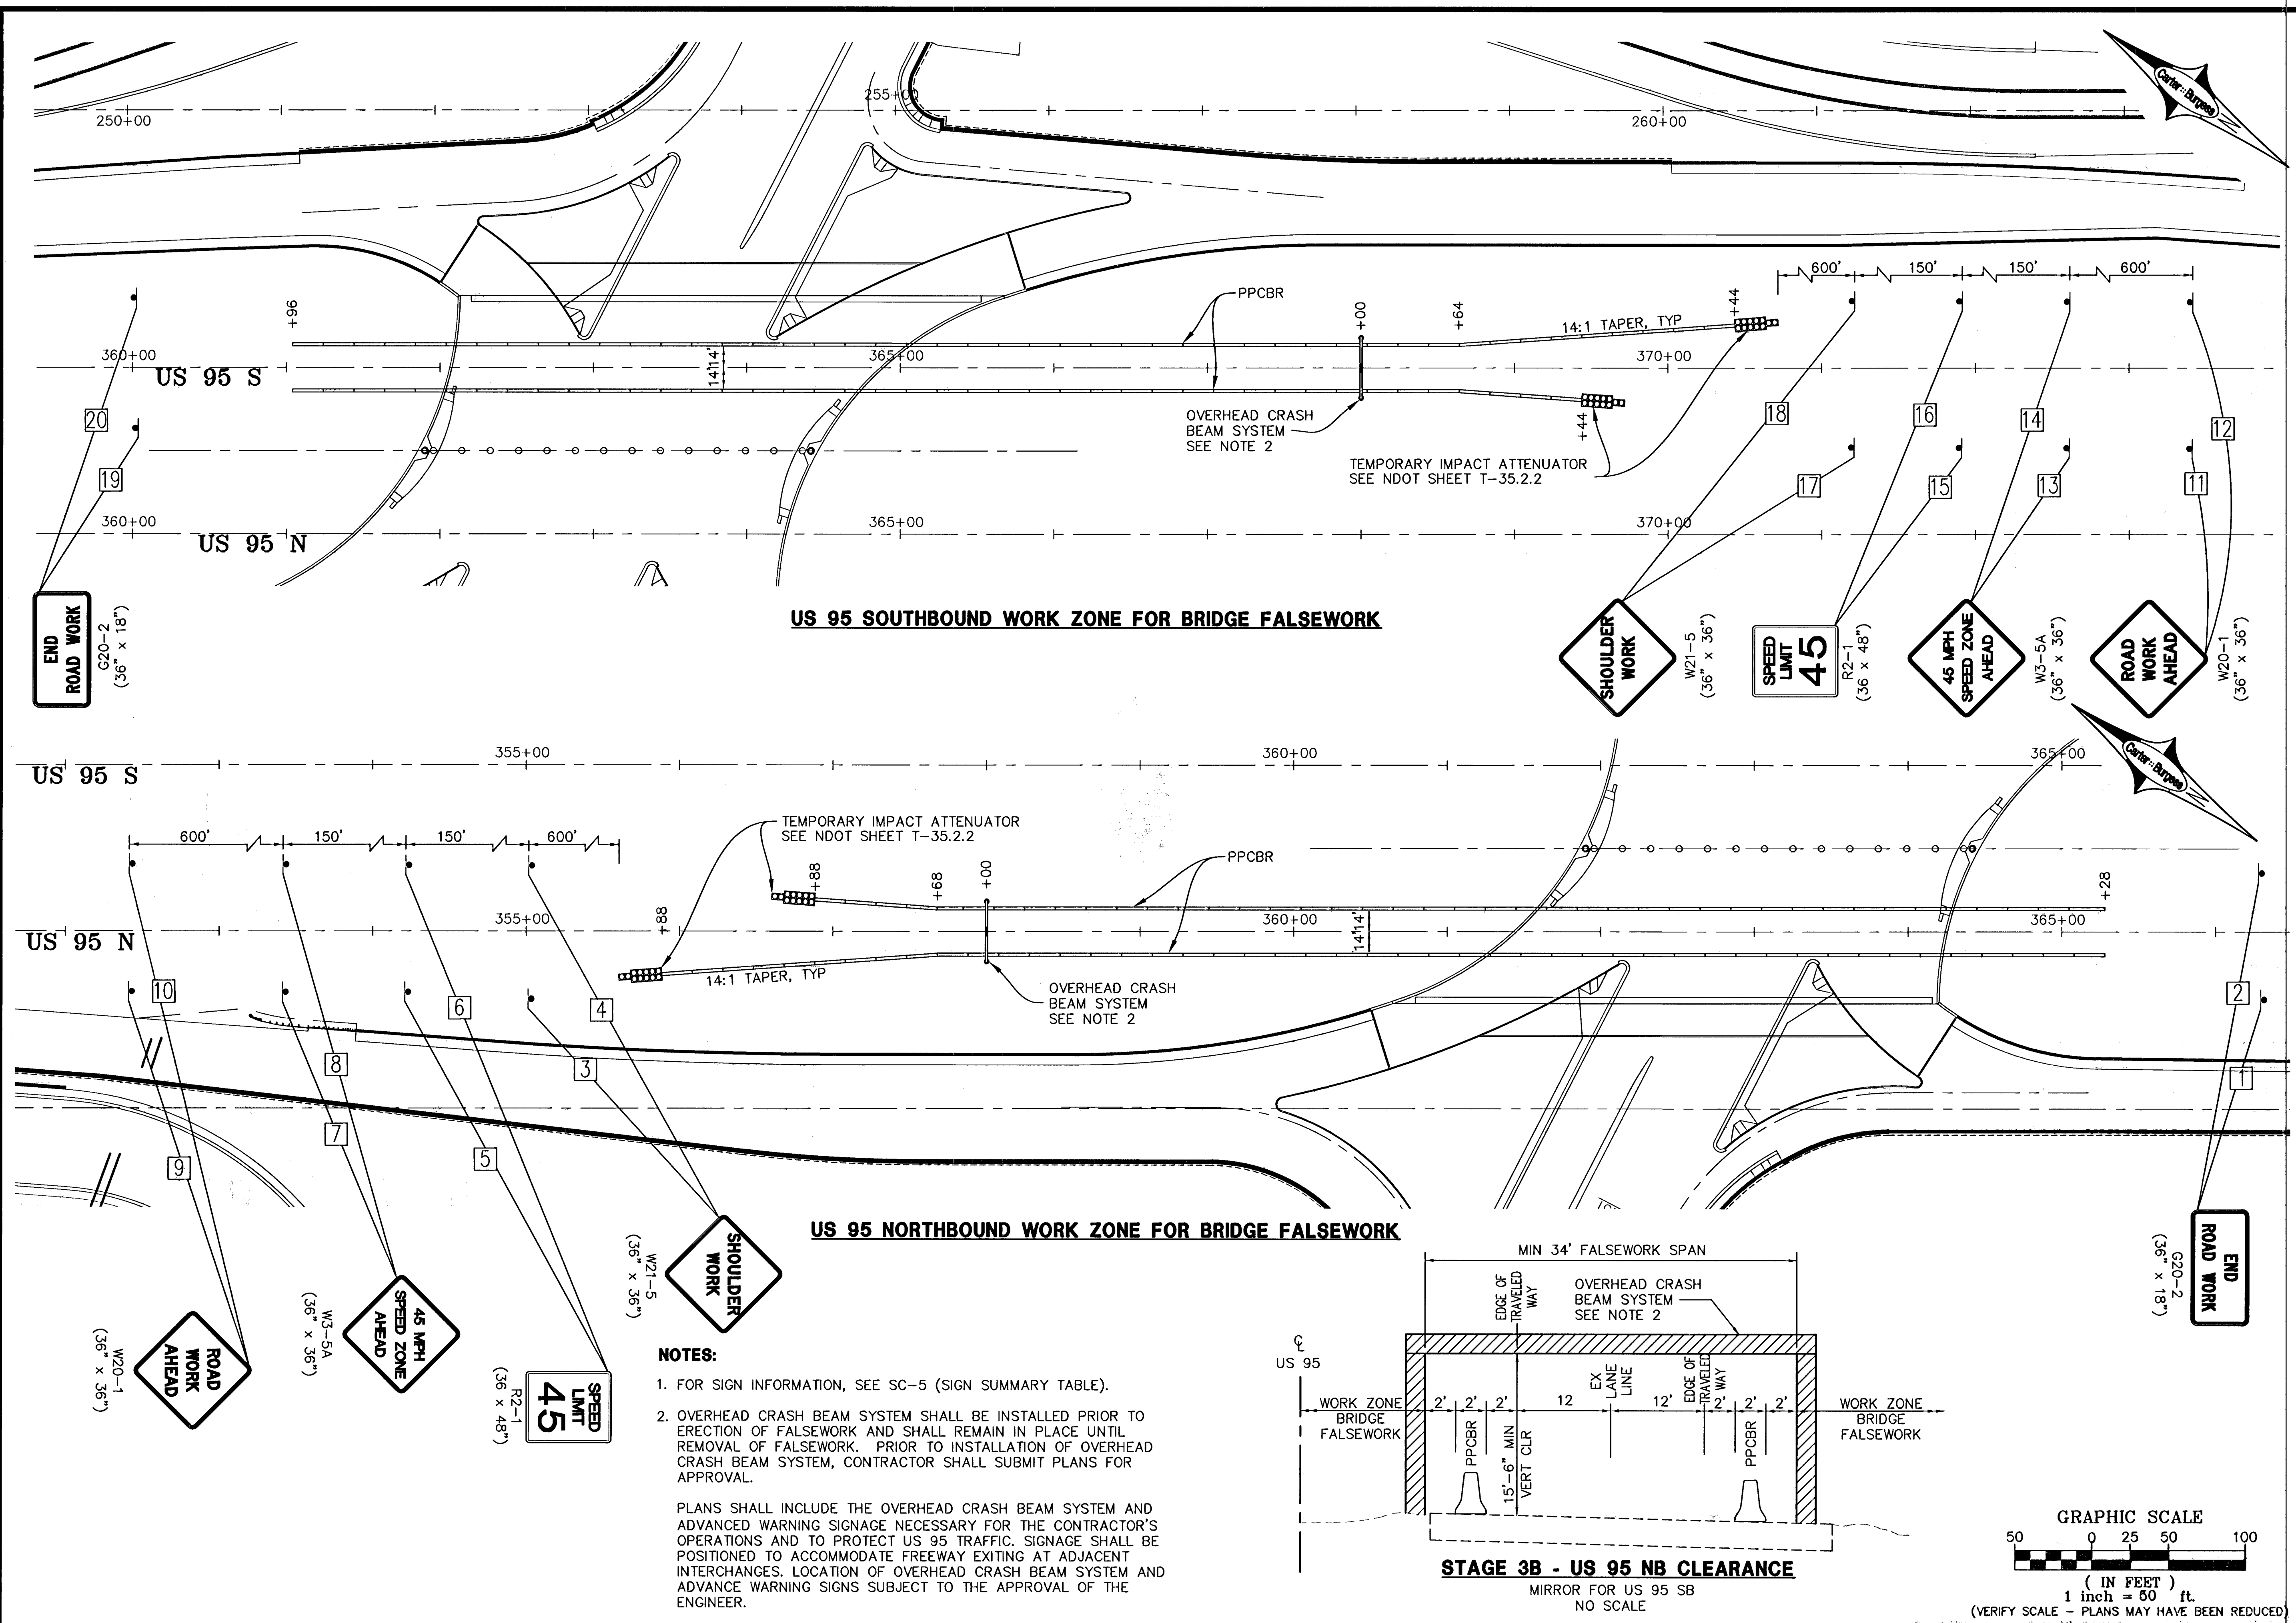 250+00
255+00
260+00
Carter::Burgess
N
600'
150'
150'
600'
+96
PPCBR
+00
+64
+44
14:1 TAPER, TYP
360+00
365+00
370+00
US 95 S
14'
14'
OVERHEAD CRASH
BEAM SYSTEM
SEE NOTE 2
+44
TEMPORARY IMPACT ATTENUATOR
SEE NDOT SHEET T-35.2.2
20
19
18
17
16
15
14
13
12
11
360+00
365+00
370+00
US 95 N
END
ROAD WORK
G20-2
(36" x 18")
US 95 SOUTHBOUND WORK ZONE FOR BRIDGE FALSEWORK
SHOULDER
WORK
W21-5
(36" x 36")
SPEED
LIMIT
45
R2-1
(36 x 48")
45 MPH
SPEED ZONE
AHEAD
W3-5A
(36" x 36")
ROAD
WORK
AHEAD
W20-1
(36" x 36")
Carter::Burgess
N
355+00
360+00
365+00
US 95 S
600'
150'
150'
600'
TEMPORARY IMPACT ATTENUATOR
SEE NDOT SHEET T-35.2.2
+88
+68
+00
PPCBR
+28
+88
355+00
360+00
365+00
US 95 N
14'
14'
14:1 TAPER, TYP
OVERHEAD CRASH
BEAM SYSTEM
SEE NOTE 2
10
9
8
7
6
5
4
3
2
1
US 95 NORTHBOUND WORK ZONE FOR BRIDGE FALSEWORK
ROAD
WORK
AHEAD
W20-1
(36" x 36")
45 MPH
SPEED ZONE
AHEAD
W3-5A
(36" x 36")
SPEED
LIMIT
45
R2-1
(36 x 48")
SHOULDER
WORK
W21-5
(36" x 36")
END
ROAD WORK
G20-2
(36" x 18")
NOTES:
1. FOR SIGN INFORMATION, SEE SC-5 (SIGN SUMMARY TABLE).
2. OVERHEAD CRASH BEAM SYSTEM SHALL BE INSTALLED PRIOR TO
ERECTION OF FALSEWORK AND SHALL REMAIN IN PLACE UNTIL
REMOVAL OF FALSEWORK. PRIOR TO INSTALLATION OF OVERHEAD
CRASH BEAM SYSTEM, CONTRACTOR SHALL SUBMIT PLANS FOR
APPROVAL.
PLANS SHALL INCLUDE THE OVERHEAD CRASH BEAM SYSTEM AND
ADVANCED WARNING SIGNAGE NECESSARY FOR THE CONTRACTOR'S
OPERATIONS AND TO PROTECT US 95 TRAFFIC. SIGNAGE SHALL BE
POSITIONED TO ACCOMMODATE FREEWAY EXITING AT ADJACENT
INTERCHANGES. LOCATION OF OVERHEAD CRASH BEAM SYSTEM AND
ADVANCE WARNING SIGNS SUBJECT TO THE APPROVAL OF THE
ENGINEER.
MIN 34' FALSEWORK SPAN
EDGE OF
TRAVELED
WAY
OVERHEAD CRASH
BEAM SYSTEM
SEE NOTE 2
℄
US 95
EX
LANE
LINE
EDGE OF
TRAVELED
WAY
WORK ZONE
BRIDGE
FALSEWORK
2'
2'
2'
12
12'
2'
2'
2'
WORK ZONE
BRIDGE
FALSEWORK
PPCBR
15'-6" MIN
VERT CLR
PPCBR
STAGE 3B - US 95 NB CLEARANCE
MIRROR FOR US 95 SB
NO SCALE
GRAPHIC SCALE
50 0 25 50 100
( IN FEET )
1 inch = 50 ft.
(VERIFY SCALE - PLANS MAY HAVE BEEN REDUCED)